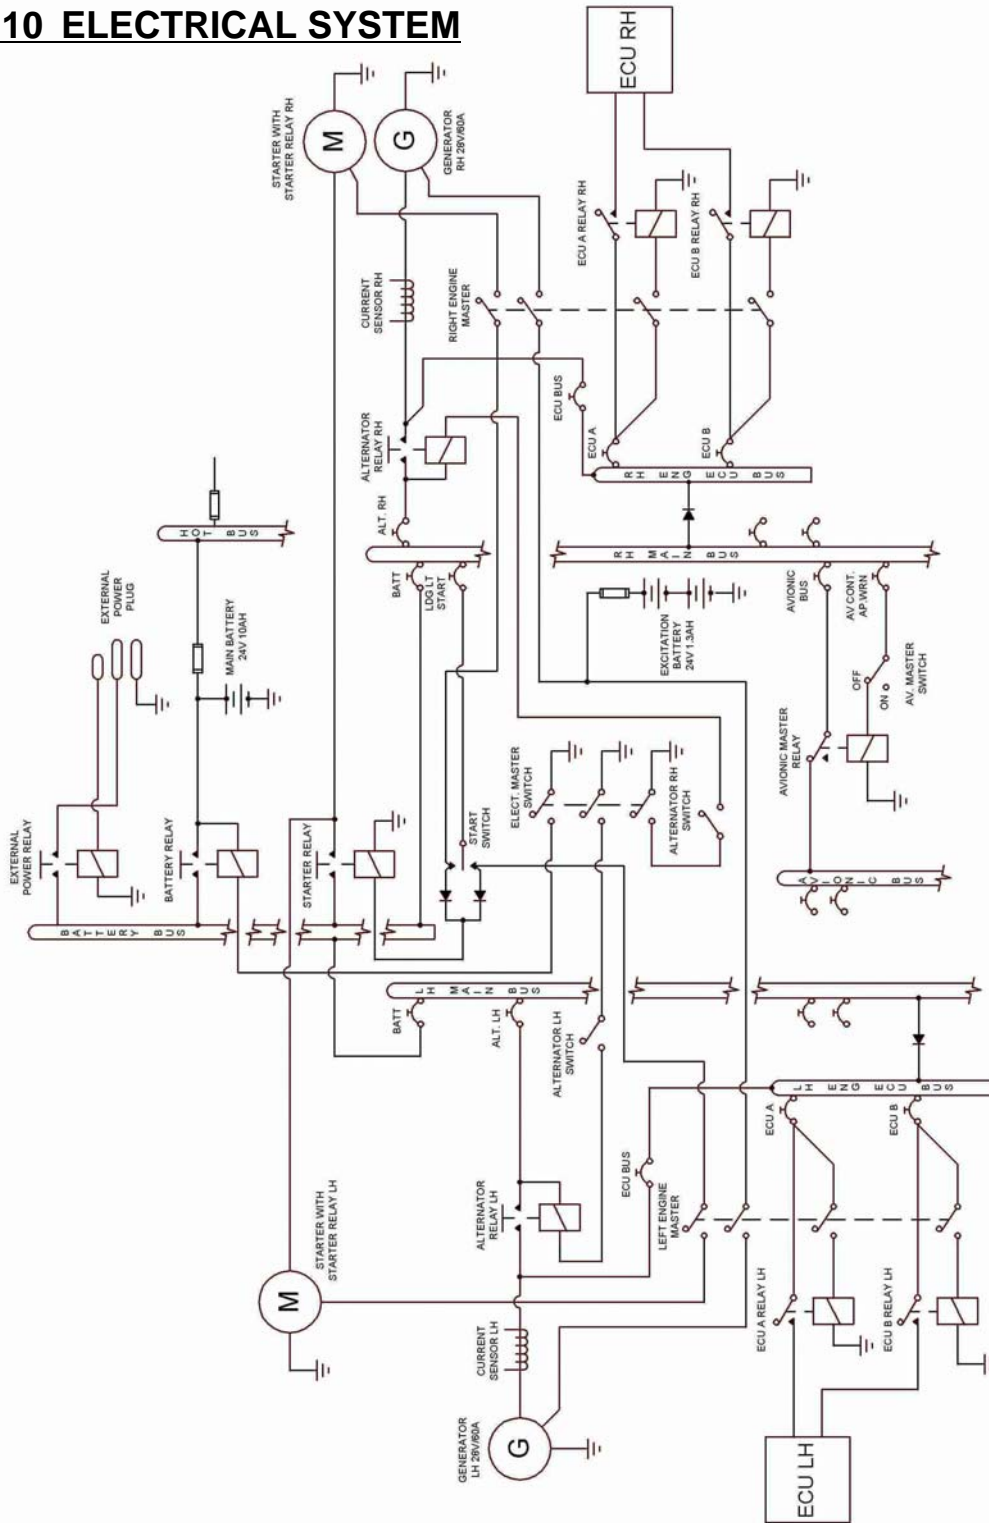 10 ELECTRICAL SYSTEM
ECU RH
STARTER WITH
STARTER RELAY RH
M
G
GENERATOR
RH 28V/60A
ECU A RELAY RH
ECU B RELAY RH
CURRENT
SENSOR RH
RIGHT ENGINE
MASTER
ALTERNATOR
RELAY RH
ECU BUS
ECU A
ECU B
RH ENG ECU BUS
HOT BUS
ALT. RH
RH MAIN BUS
BATT
LDG LT
START
EXTERNAL
POWER
PLUG
MAIN BATTERY
24V 10AH
EXCITATION
BATTERY
24V 1.3AH
AVIONIC
BUS
AV CONT.
AP.WRN
OFF
ON
AV. MASTER
SWITCH
AVIONIC MASTER
RELAY
ELECT. MASTER
SWITCH
ALTERNATOR RH
SWITCH
START
SWITCH
EXTERNAL
POWER RELAY
BATTERY RELAY
STARTER RELAY
BATTERY BUS
AVIONIC BUS
LH MAIN BUS
BATT
ALT. LH
ALTERNATOR LH
SWITCH
LH ENG ECU BUS
ECU A
ECU B
ECU BUS
STARTER WITH
STARTER RELAY LH
M
ALTERNATOR
RELAY LH
LEFT ENGINE
MASTER
CURRENT
SENSOR LH
ECU A RELAY LH
ECU B RELAY LH
GENERATOR
LH 28V/60A
G
ECU LH